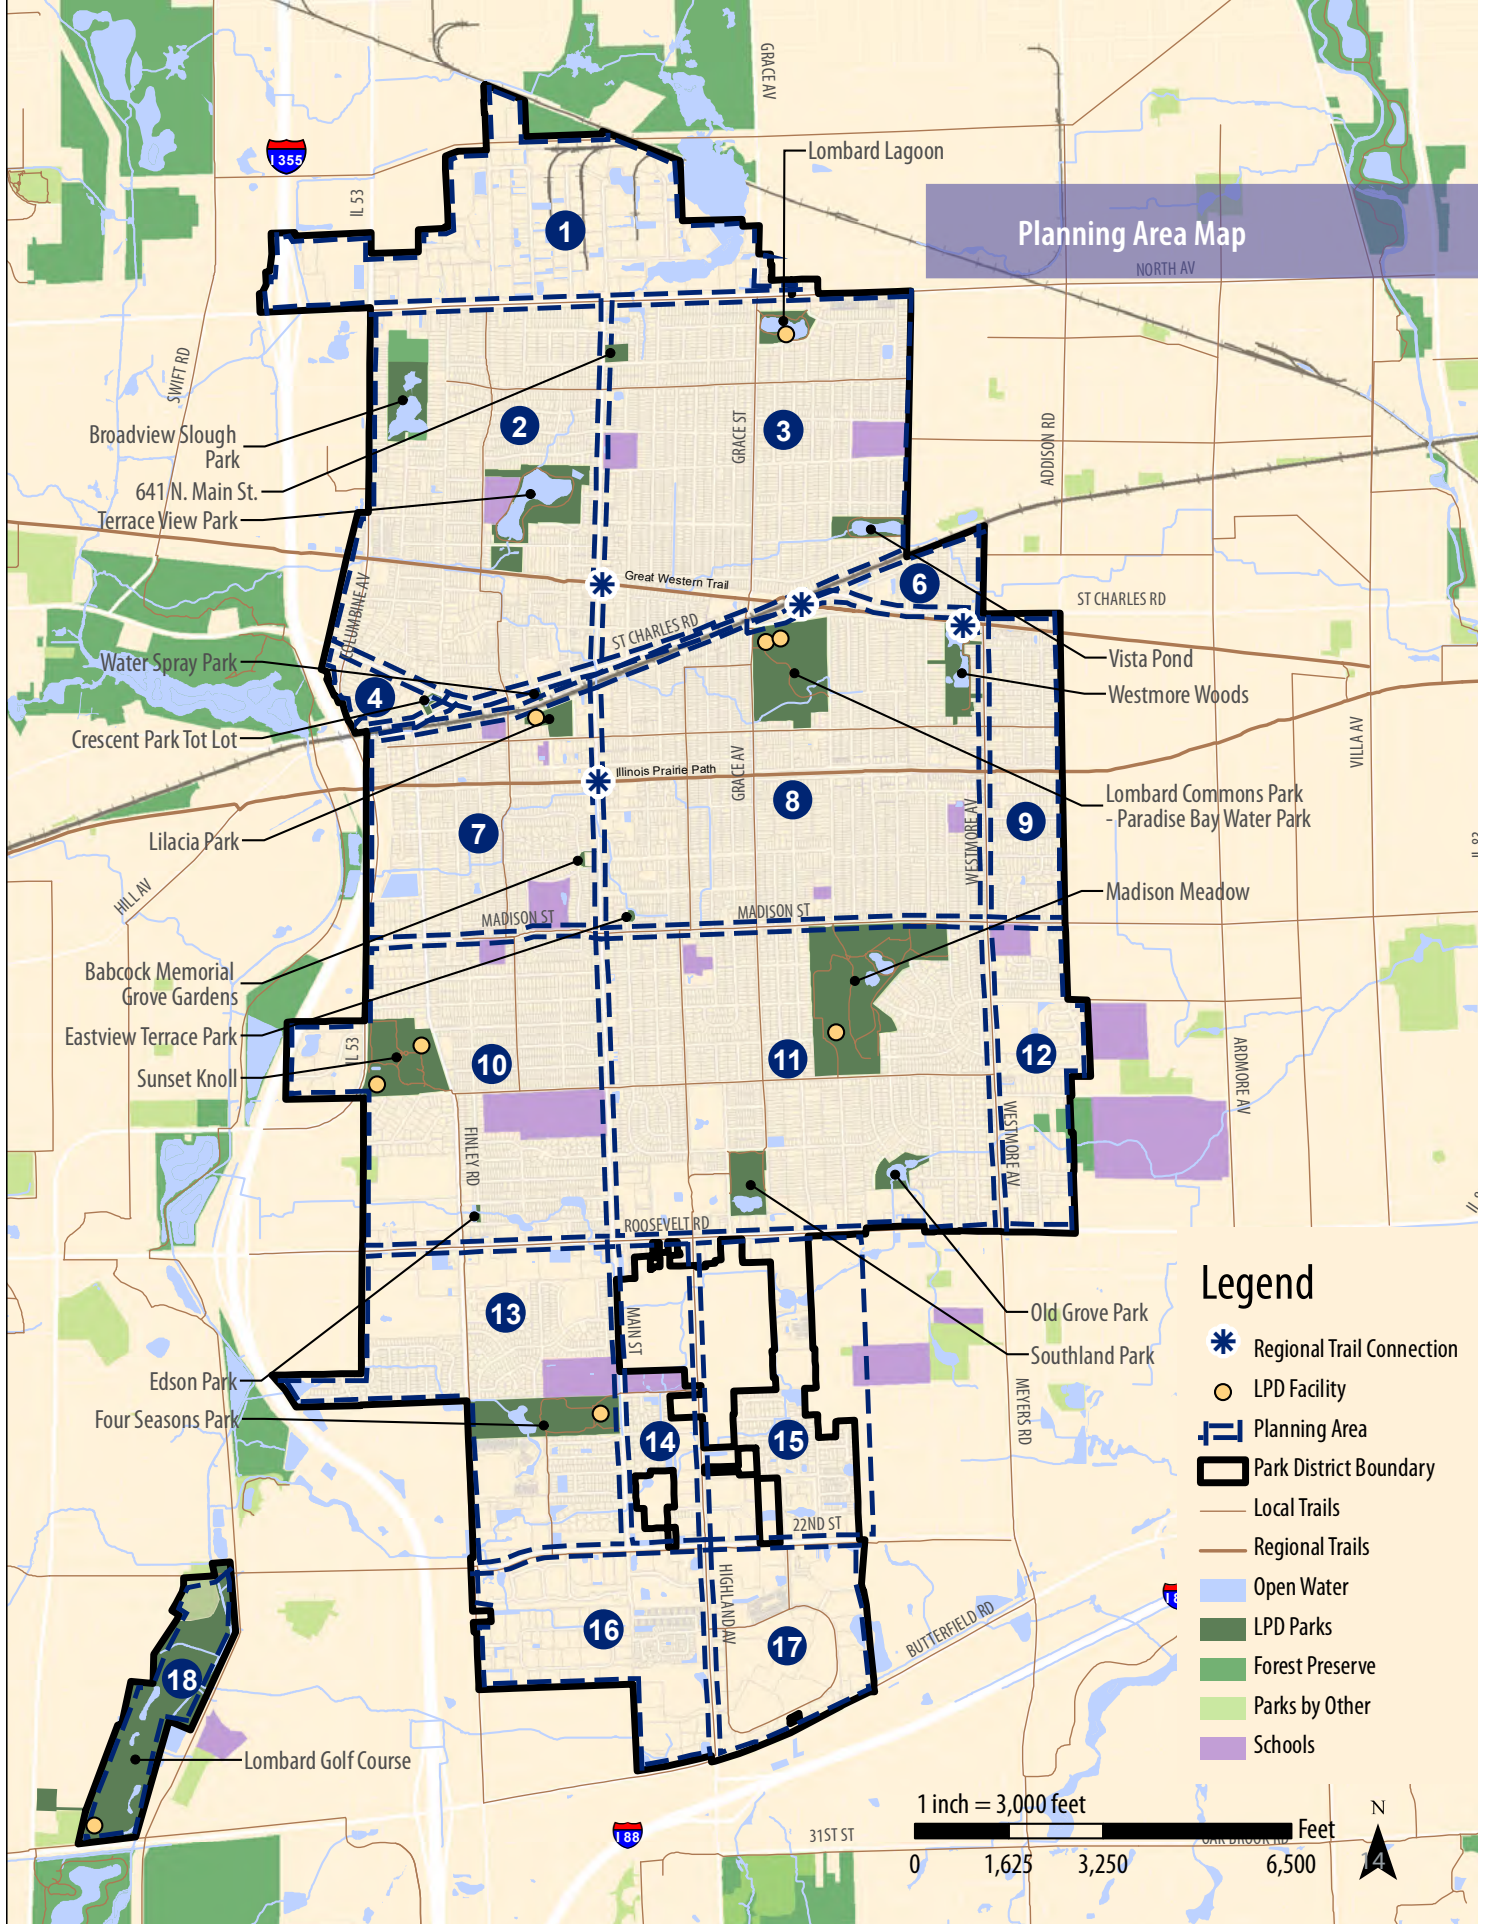 GRACE AV
I 355
IL 53
Lombard Lagoon
Planning Area Map
NORTH AV
1
SWIFT RD
Broadview Slough
Park
641 N. Main St.
Terrace View Park
2
3
GRACE ST
ADDISON RD
Great Western Trail
6
ST CHARLES RD
ST CHARLES RD
COLUMBINE AV
Water Spray Park
4
Crescent Park Tot Lot
Vista Pond
Westmore Woods
VILLA AV
Illinois Prairie Path
GRACE AV
Lombard Commons Park
- Paradise Bay Water Park
Lilacia Park
7
8
9
WESTMORE AV
IL 83
HILL AV
MADISON ST
MADISON ST
Madison Meadow
Babcock Memorial
Grove Gardens
Eastview Terrace Park
Sunset Knoll
IL 53
10
11
12
ARDMORE AV
WESTMORE AV
FINLEY RD
ROOSEVELT RD
13
MAIN ST
Old Grove Park
Southland Park
Edson Park
Four Seasons Park
14
15
MEYERS RD
22ND ST
HIGHLAND AV
16
17
BUTTERFIELD RD
18
Lombard Golf Course
I 88
31ST ST
Legend
Regional Trail Connection
LPD Facility
Planning Area
Park District Boundary
Local Trails
Regional Trails
Open Water
LPD Parks
Forest Preserve
Parks by Other
Schools
1 inch = 3,000 feet
Feet
0 1,625 3,250 6,500
OAK BROOK RD
N
14